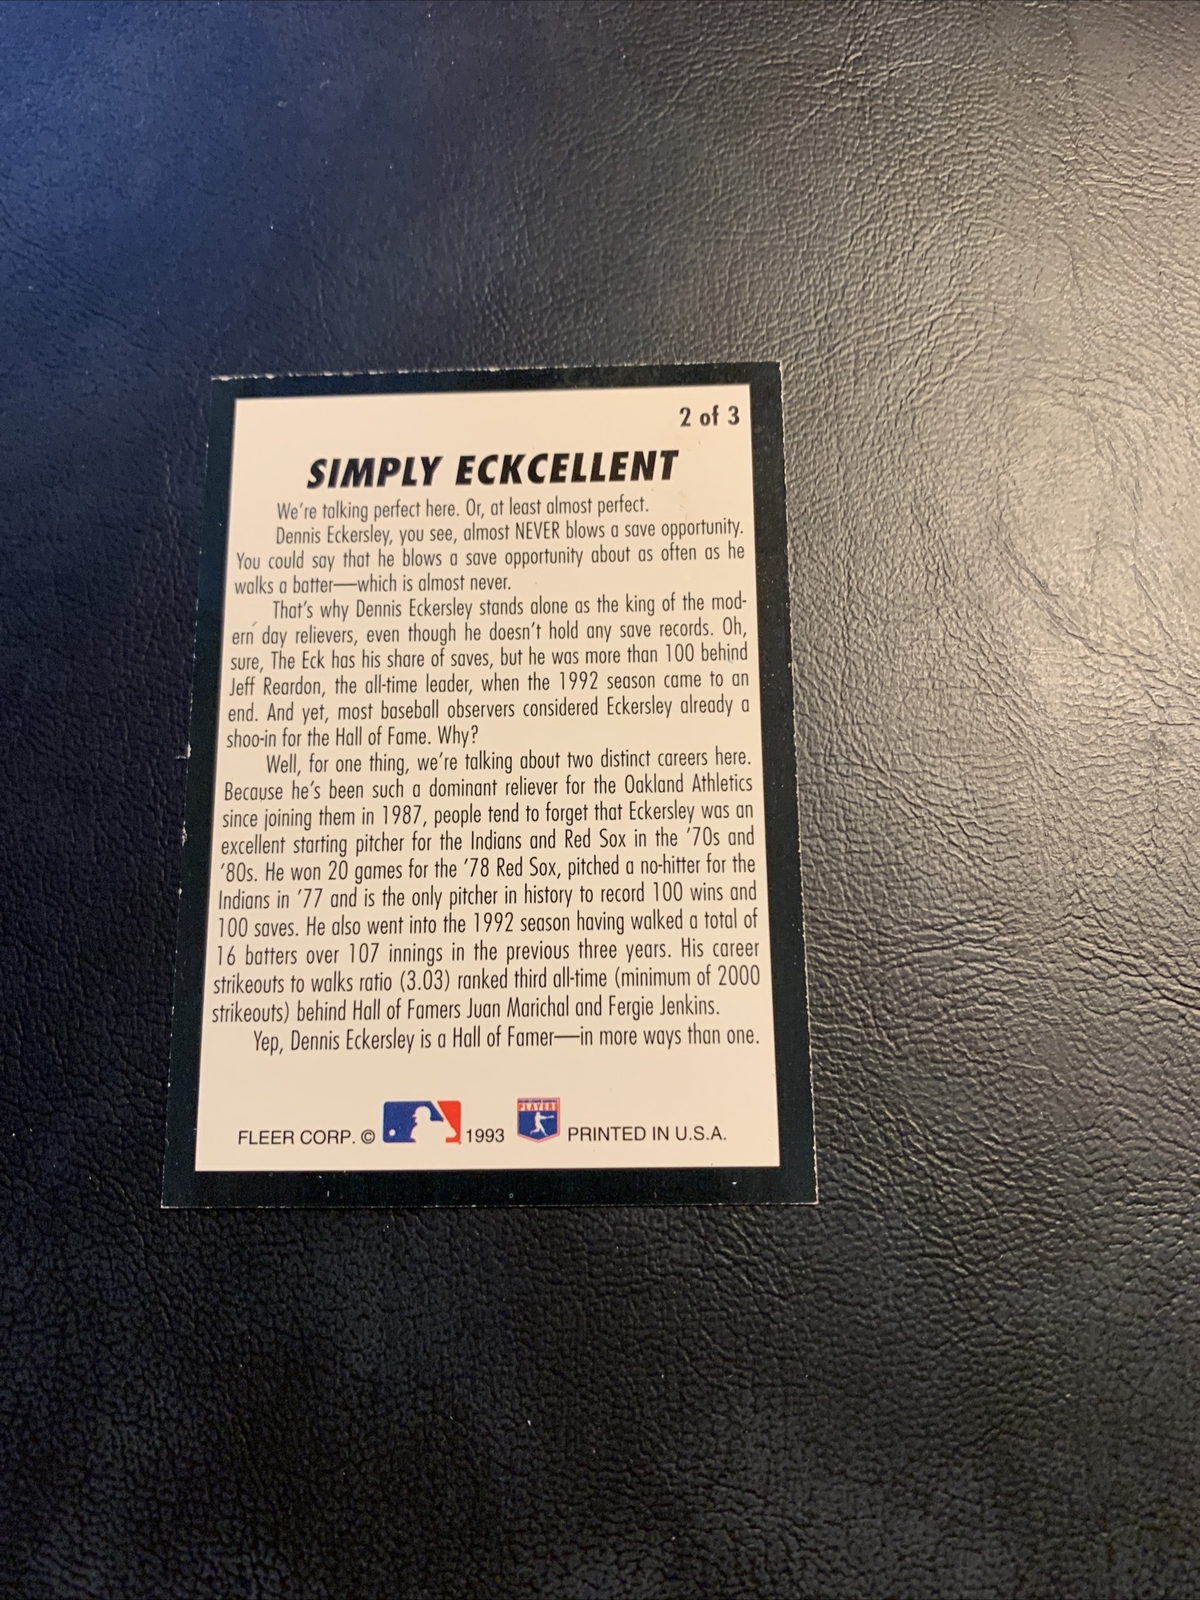 2 of 3
SIMPLY ECKCELLENT
We're talking perfect here. Or, at least almost perfect.
Dennis Eckersley, you see, almost NEVER blows a save opportunity.
You could say that he blows a save opportunity about as often as he
walks a batter—which is almost never.
That's why Dennis Eckersley stands alone as the king of the mod-
ern day relievers, even though he doesn't hold any save records. Oh,
sure, The Eck has his share of saves, but he was more than 100 behind
Jeff Reardon, the all-time leader, when the 1992 season came to an
end. And yet, most baseball observers considered Eckersley already a
shoo-in for the Hall of Fame. Why?
Well, for one thing, we're talking about two distinct careers here.
Because he's been such a dominant reliever for the Oakland Athletics
since joining them in 1987, people tend to forget that Eckersley was an
excellent starting pitcher for the Indians and Red Sox in the '70s and
'80s. He won 20 games for the '78 Red Sox, pitched a no-hitter for the
Indians in '77 and is the only pitcher in history to record 100 wins and
100 saves. He also went into the 1992 season having walked a total of
16 batters over 107 innings in the previous three years. His career
strikeouts to walks ratio (3.03) ranked third all-time (minimum of 2000
strikeouts) behind Hall of Famers Juan Marichal and Fergie Jenkins.
Yep, Dennis Eckersley is a Hall of Famer—in more ways than one.
PLAYERS
FLEER CORP. © 1993 PRINTED IN U.S.A.